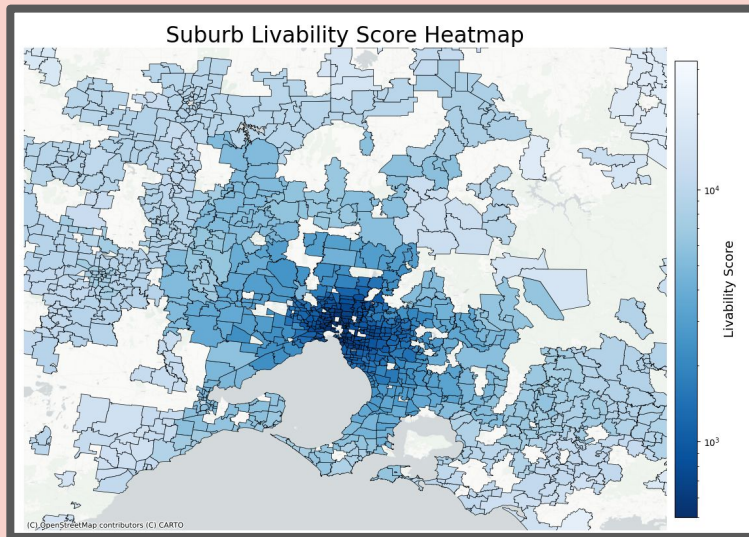 Suburb Livability Score Heatmap
10⁴
Livability Score
10³
(C) OpenStreetMap contributors (C) CARTO